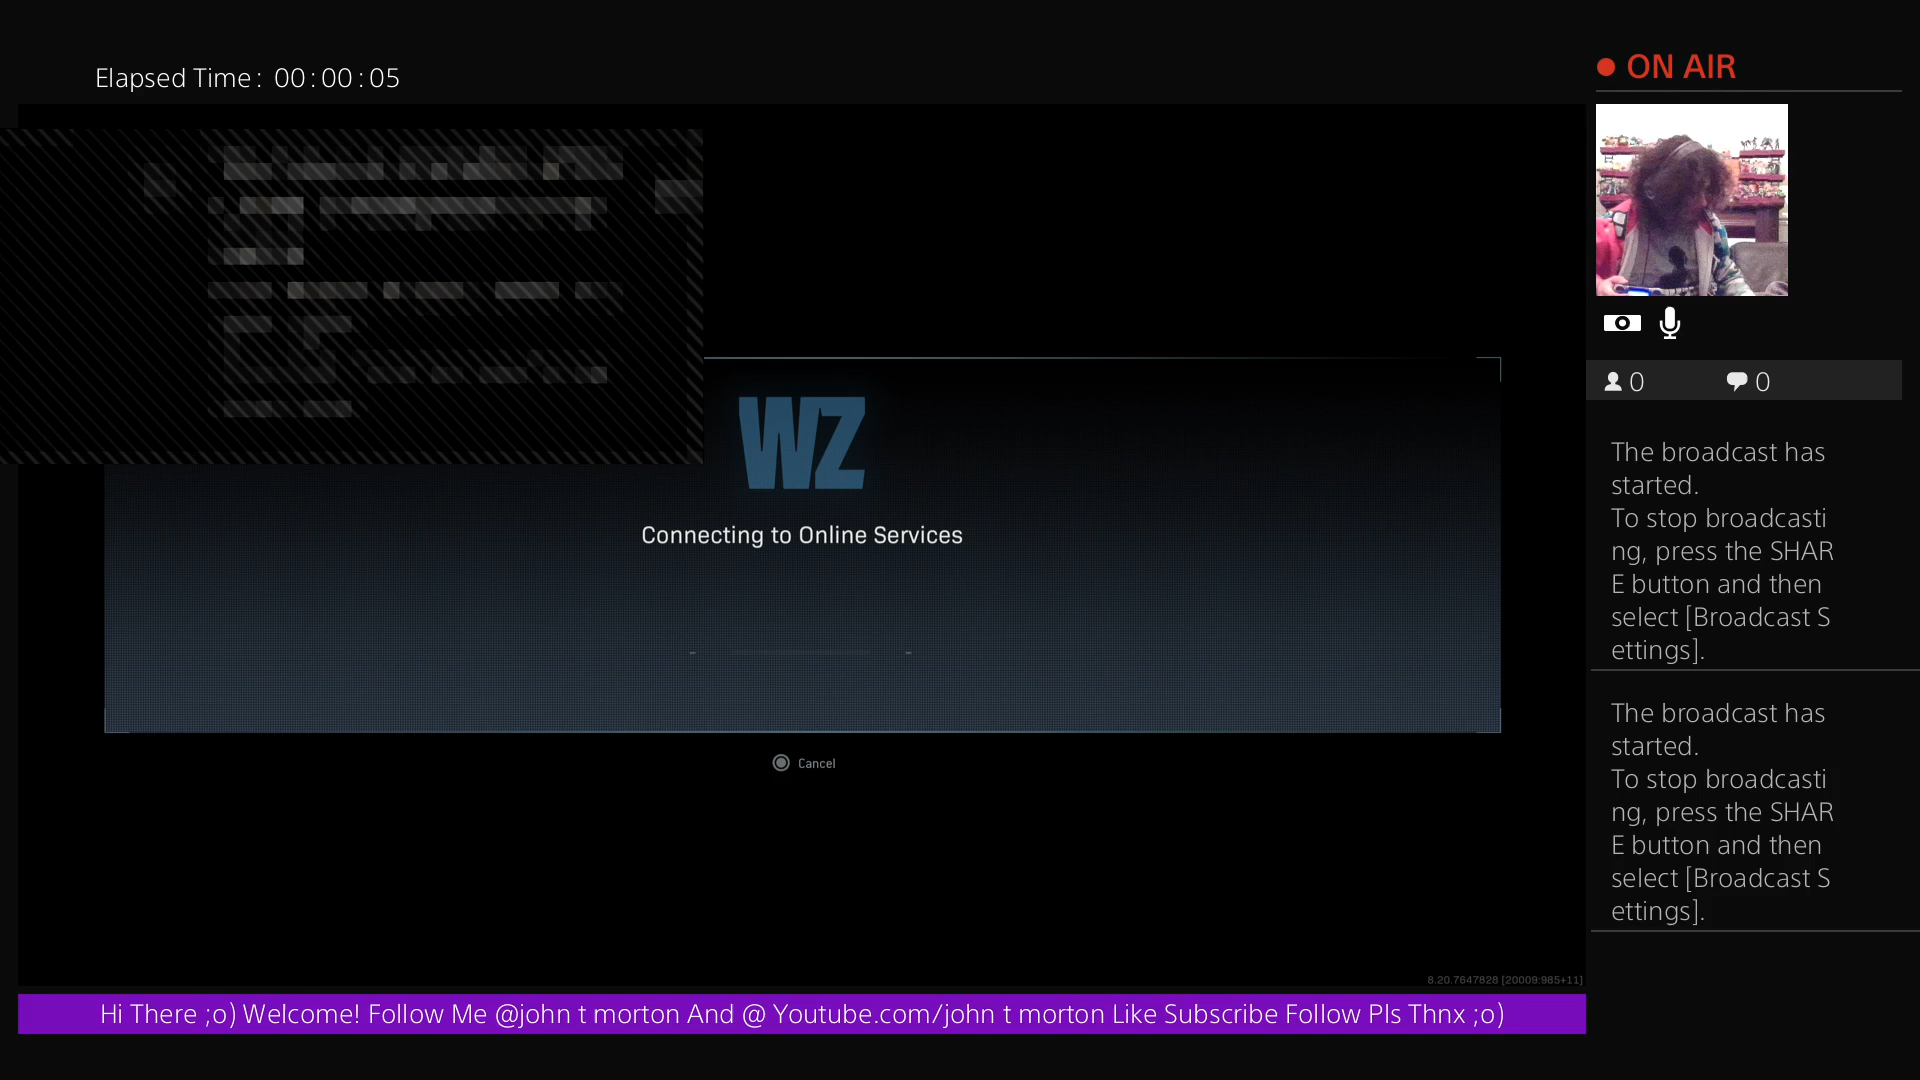 Elapsed Time: 00:00:05
ON AIR
WZ
Connecting to Online Services
Cancel
8.20.7647828 [20009:985+11]
0 0
The broadcast has
started.
To stop broadcasti
ng, press the SHAR
E button and then
select [Broadcast S
ettings].
The broadcast has
started.
To stop broadcasti
ng, press the SHAR
E button and then
select [Broadcast S
ettings].
Hi There ;o) Welcome! Follow Me @john t morton And @ Youtube.com/john t morton Like Subscribe Follow Pls Thnx ;o)